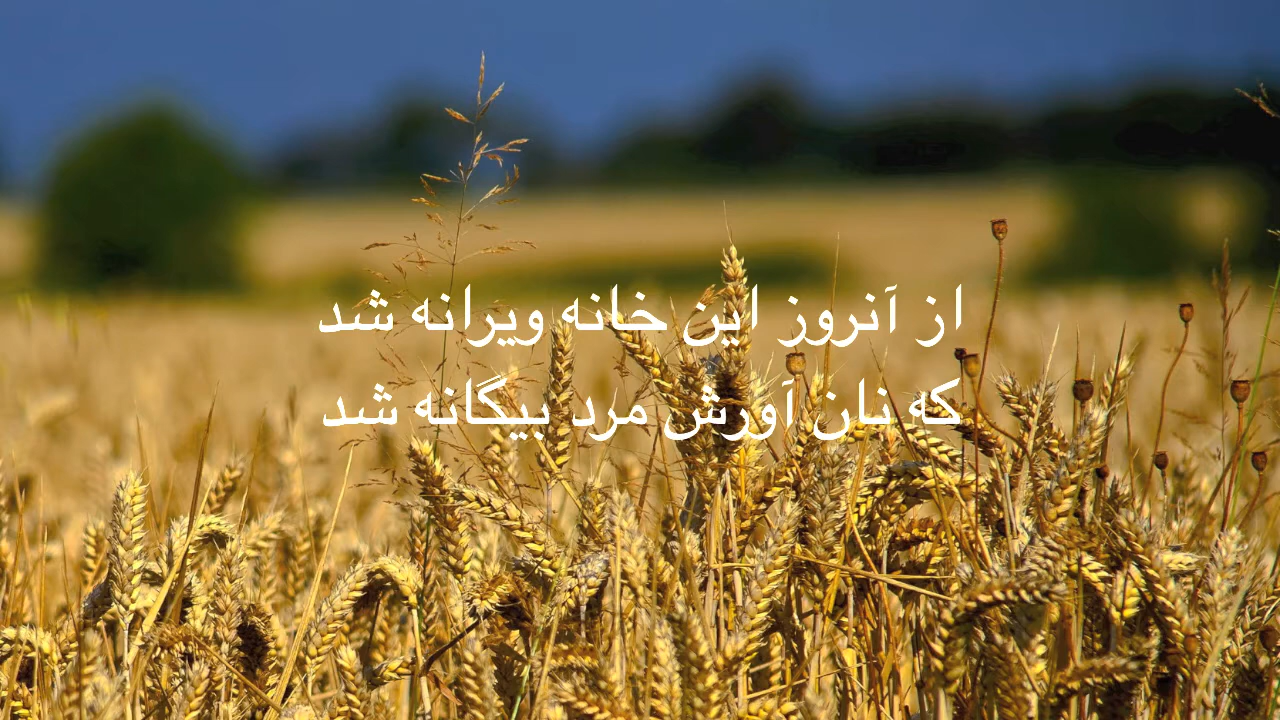 از آنروز این خانه ویرانه شد
که نان آورش مرد بیگانه شد